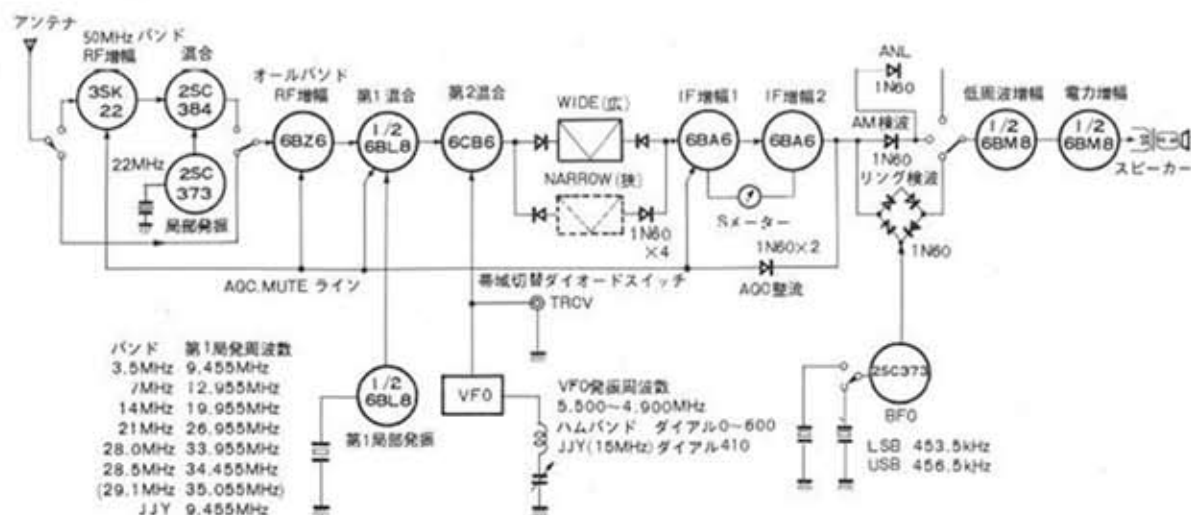 アンテナ
50MHz バンド
RF増幅
混合
3SK
22
2SC
384
22MHz
2SC
373
局部発振
オールバンド
RF増幅
6BZ6
第1混合
1/2
6BL8
第2混合
6CB6
WIDE(広)
NARROW(狭)
1N60
×4
IF増幅1
6BA6
IF増幅2
6BA6
Sメーター
ANL
1N60
AM検波
1N60
リング検波
1N60
低周波増幅
1/2
6BM8
電力増幅
1/2
6BM8
スピーカー
1N60×2
AGC整流
AGC.MUTE ライン
帯域切替ダイオードスイッチ
TRCV
バンド 第1局発周波数
3.5MHz 9.455MHz
7MHz 12.955MHz
14MHz 19.955MHz
21MHz 26.955MHz
28.0MHz 33.955MHz
28.5MHz 34.455MHz
(29.1MHz 35.055MHz)
JJY 9.455MHz
1/2
6BL8
第1局部発振
VFO
VFO発振周波数
5.500~4.900MHz
ハムバンド ダイアル0~600
JJY(15MHz)ダイアル410
2SC373
BFO
LSB 453.5kHz
USB 456.5kHz